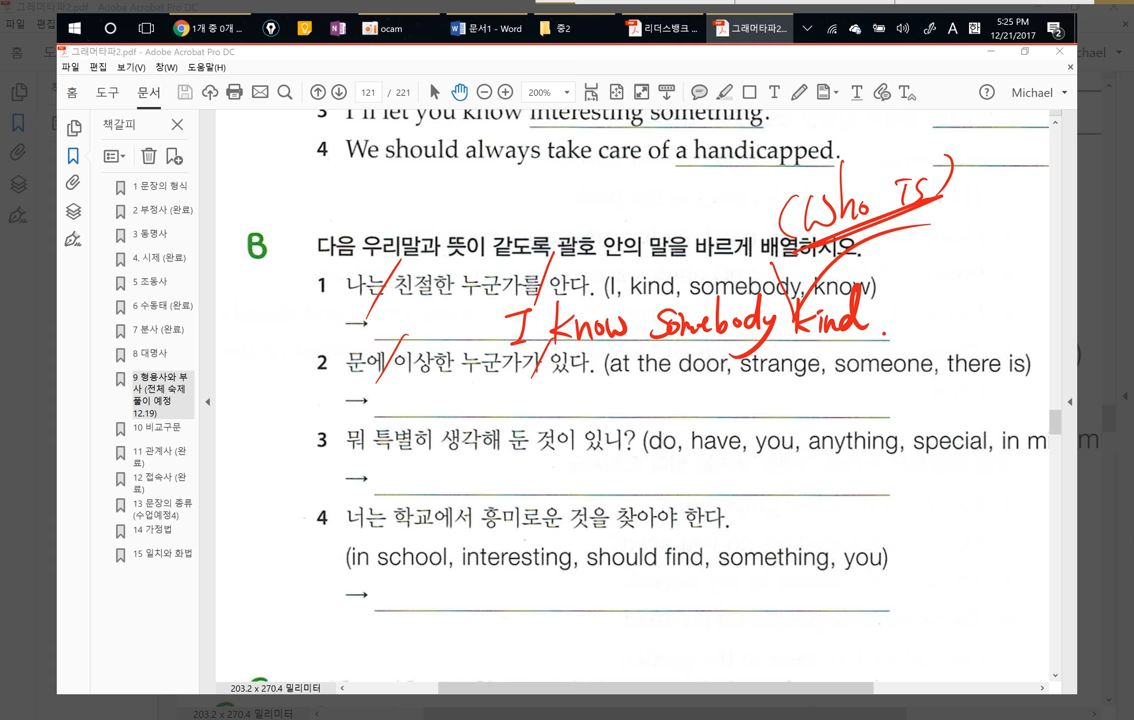 그래머타파2.pdf - Adobe Acrobat Pro DC
1개 중 0개 ...
ocam
문서1 - Word
중2
리더스뱅크 ...
그래머타파2...
A
한
5:25 PM
12/21/2017
2
그래머타파2.pdf - Adobe Acrobat Pro DC
파일 편집 보기(V) 창(W) 도움말(H)
홈 도구 문서
121 / 221
200%
Michael
책갈피
1 문장의 형식
2 부정사 (완료)
3 동명사
4. 시제 (완료)
5 조동사
6 수동태 (완료)
7 분사 (완료)
8 대명사
9 형용사와 부
사 (전체 숙제
풀이 예정
12.19)
10 비교구문
11 관계사 (완
료)
12 접속사 (완
료)
13 문장의 종류
(수업예정4)
14 가정법
15 일치와 화법
3 I'll let you know interesting something.
4 We should always take care of a handicapped.
(Who is)
B 다음 우리말과 뜻이 같도록 괄호 안의 말을 바르게 배열하시오.
1 나는 친절한 누군가를 안다. (I, kind, somebody, know)
→ I know somebody kind.
2 문에 이상한 누군가가 있다. (at the door, strange, someone, there is)
→
3 뭐 특별히 생각해 둔 것이 있니? (do, have, you, anything, special, in m
→
4 너는 학교에서 흥미로운 것을 찾아야 한다.
(in school, interesting, should find, something, you)
→
203.2 x 270.4 밀리미터